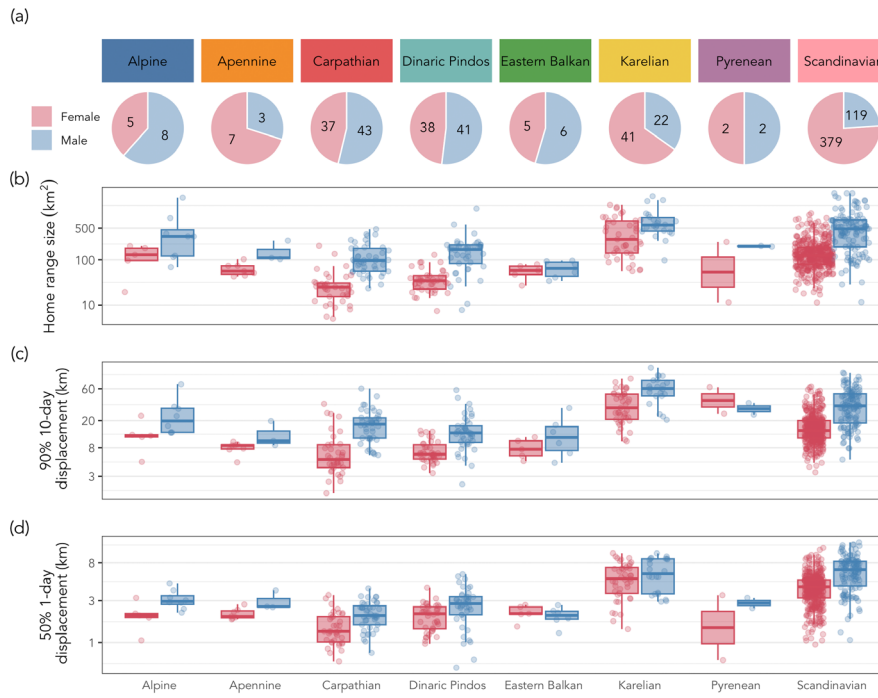 (a)
Alpine Apennine Carpathian Dinaric Pindos Eastern Balkan Karelian Pyrenean Scandinavian
Female
Male
5 8 7 3 37 43 38 41 5 6 41 22 2 2 379 119
(b)
Home range size (km²)
500
100
10
(c)
90% 10-day
displacement (km)
60
20
8
3
(d)
50% 1-day
displacement (km)
8
3
1
Alpine Apennine Carpathian Dinaric Pindos Eastern Balkan Karelian Pyrenean Scandinavian